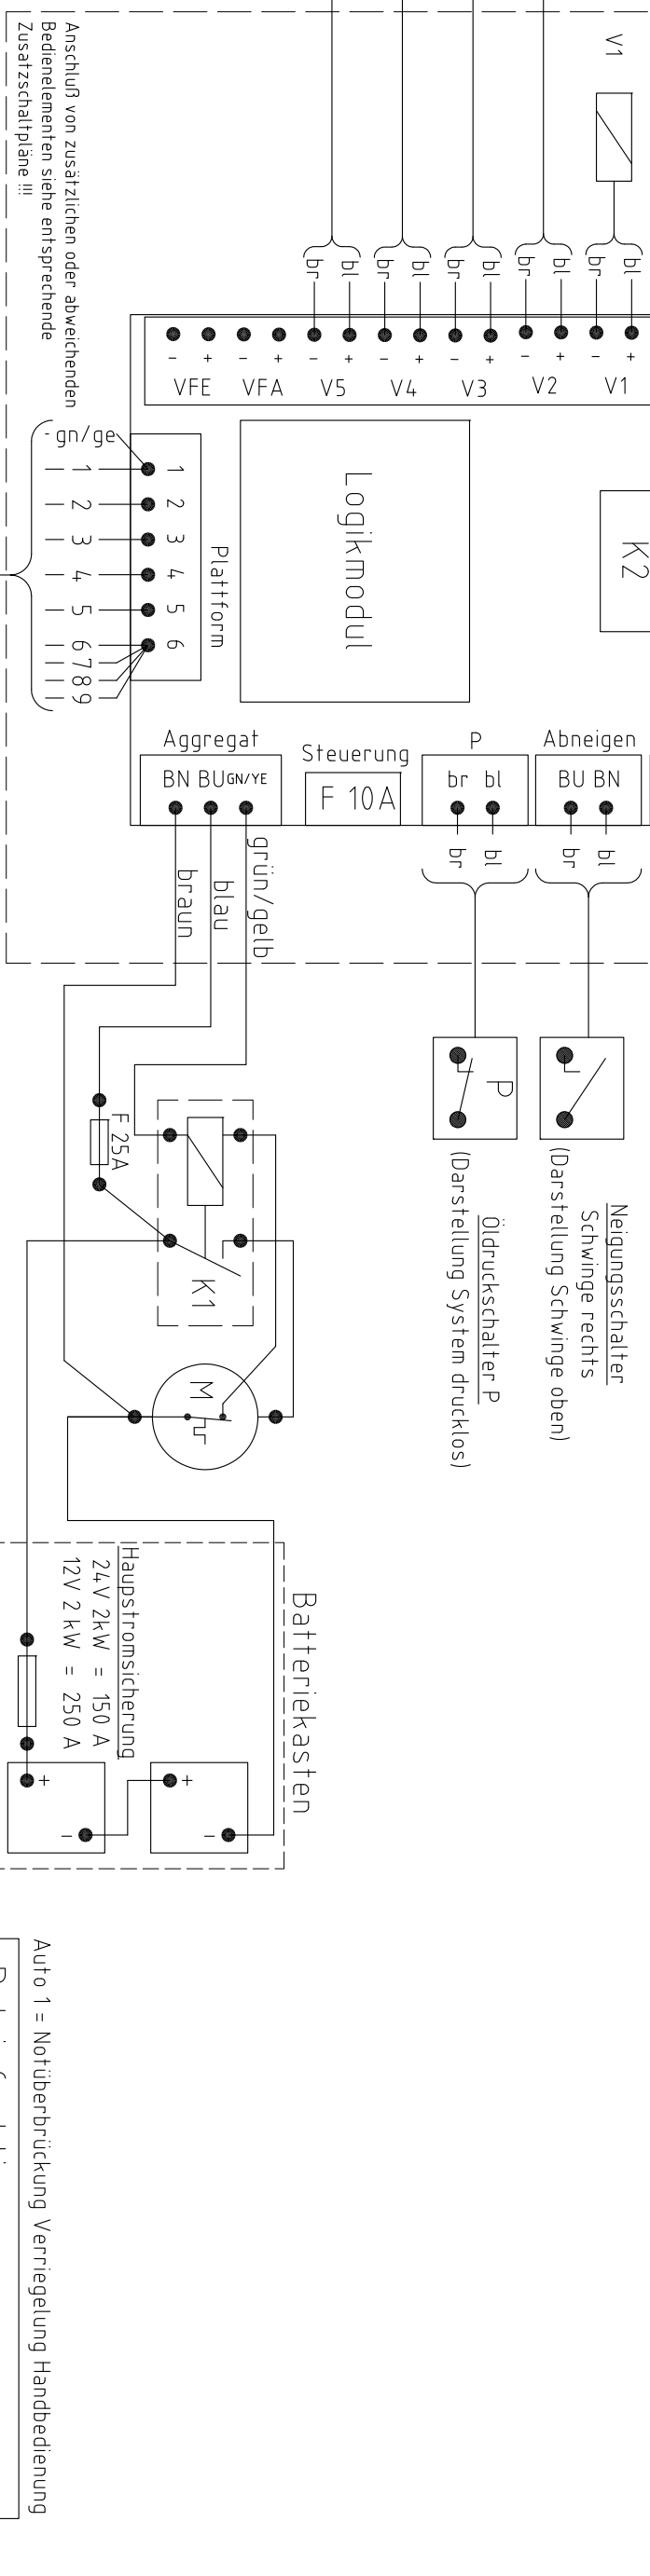 V1
Anschluß von zusätzlichen oder abweichenden
Bedienelementen siehe entsprechende
Zusatzschaltpläne !!!
br bl br bl br bl br bl br bl
- + - + - + - + - + - + - +
VFE VFA V5 V4 V3 V2 V1
- gn/ge
1 1
2 2
3 3
4 4
5 5
6 6
7
8
9
Plattform
Logikmodul
K2
Aggregat
BN BU GN/YE
Steuerung
F 10 A
P
br bl
Abneigen
BU BN
br bl
br bl
braun
blau
grün/gelb
P
Neigungsschalter
Schwinge rechts
(Darstellung Schwinge oben)
Öldruckschalter P
(Darstellung System drucklos)
F 25A
K1
M
Batteriekasten
Haupstromsicherung
24V 2kW = 150 A
12V 2 kW = 250 A
+ -
+ -
Auto 1 = Notüberbrückung Verriegelung Handbedienung